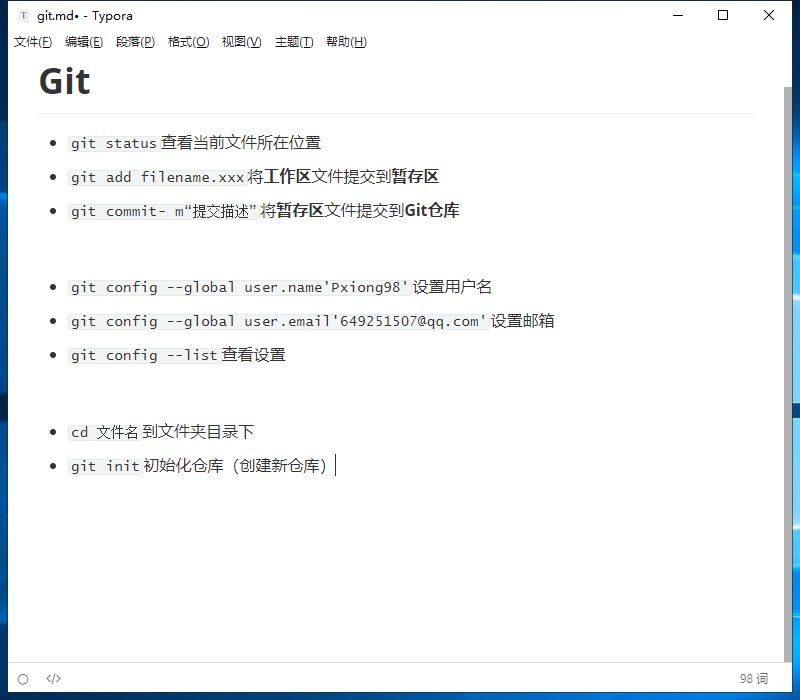 git.md• - Typora
文件(F) 编辑(E) 段落(P) 格式(O) 视图(V) 主题(T) 帮助(H)
Git
git status 查看当前文件所在位置
git add filename.xxx 将工作区文件提交到暂存区
git commit- m“提交描述” 将暂存区文件提交到Git仓库
git config --global user.name'Pxiong98' 设置用户名
git config --global user.email'649251507@qq.com' 设置邮箱
git config --list 查看设置
cd 文件名 到文件夹目录下
git init 初始化仓库（创建新仓库）
</> 98 词